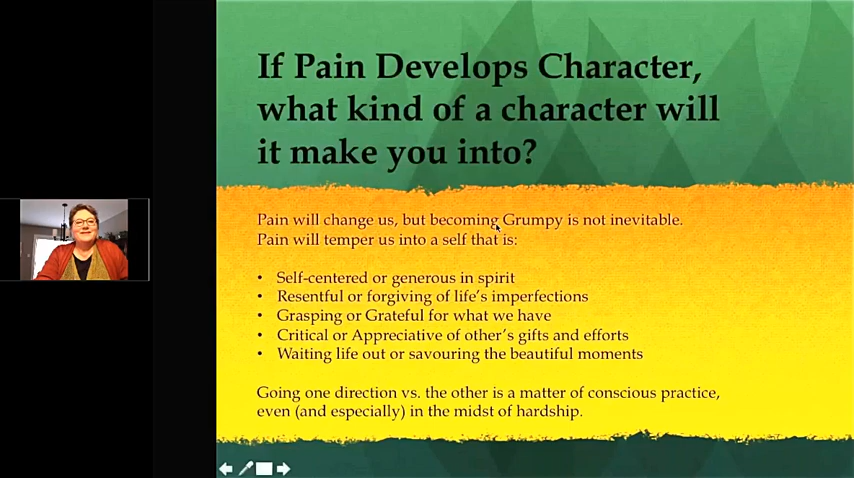 If Pain Develops Character,
what kind of a character will
it make you into?
Pain will change us, but becoming Grumpy is not inevitable.
Pain will temper us into a self that is:
• Self-centered or generous in spirit
• Resentful or forgiving of life's imperfections
• Grasping or Grateful for what we have
• Critical or Appreciative of other's gifts and efforts
• Waiting life out or savouring the beautiful moments
Going one direction vs. the other is a matter of conscious practice,
even (and especially) in the midst of hardship.